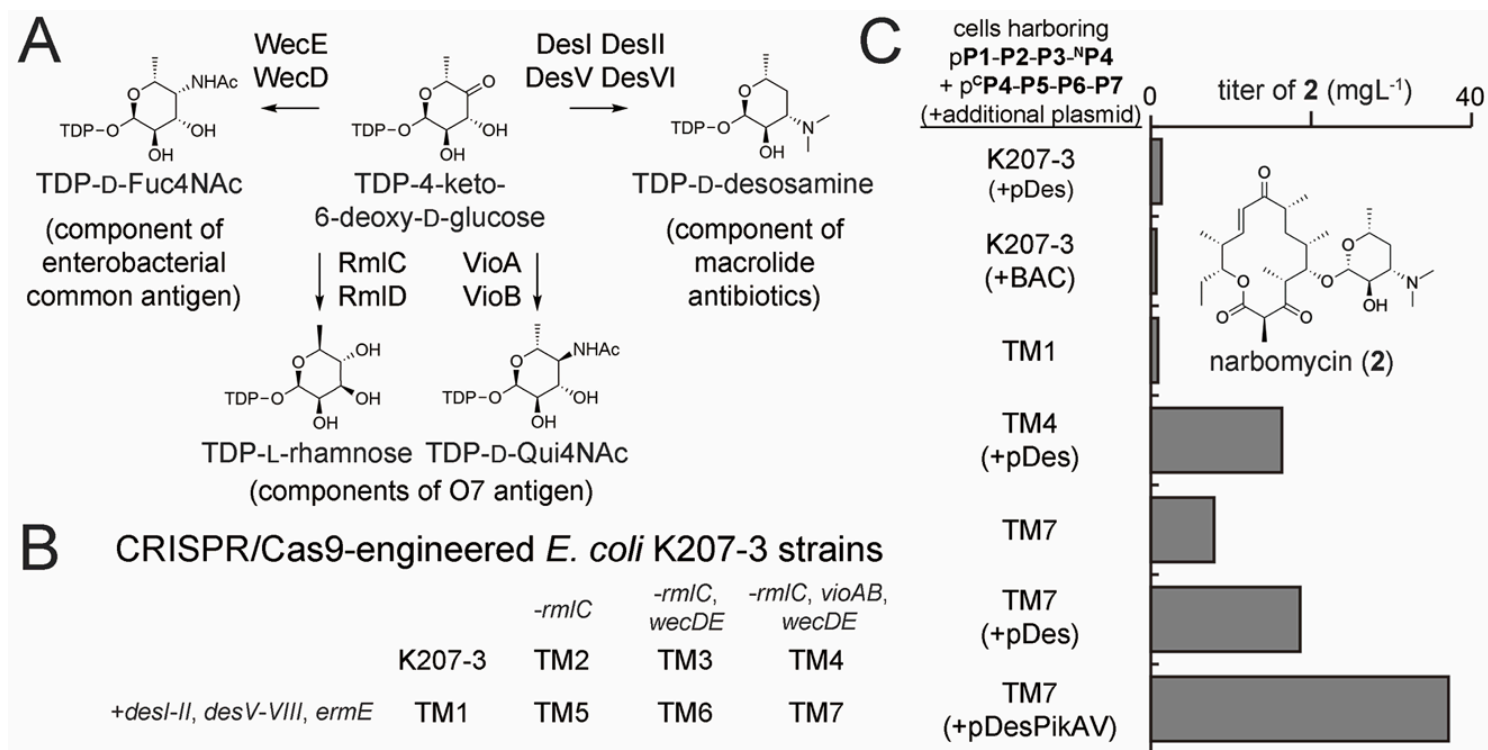 A
WecE
WecD
DesI DesII
DesV DesVI
NHAc
O
TDP-O
OH
OH
O
O
TDP-O
OH
OH
O
TDP-O
N
OH
TDP-D-Fuc4NAc
(component of
enterobacterial
common antigen)
TDP-4-keto-
6-deoxy-D-glucose
TDP-D-desosamine
(component of
macrolide
antibiotics)
RmlC
RmlD
VioA
VioB
O
OH
TDP-O
OH
OH
O
NHAc
TDP-O
OH
OH
TDP-L-rhamnose
TDP-D-Qui4NAc
(components of O7 antigen)
B
CRISPR/Cas9-engineered E. coli K207-3 strains
-rmlC
-rmlC,
wecDE
-rmlC, vioAB,
wecDE
K207-3 TM2 TM3 TM4
+desI-II, desV-VIII, ermE TM1 TM5 TM6 TM7
C
cells harboring
pP1-P2-P3-ᴺP4
+ pᶜP4-P5-P6-P7
(+additional plasmid)
0 titer of 2 (mgL⁻¹) 40
K207-3
(+pDes)
K207-3
(+BAC)
TM1
TM4
(+pDes)
TM7
TM7
(+pDes)
TM7
(+pDesPikAV)
O
O
O
O
O
O
N
OH
narbomycin (2)